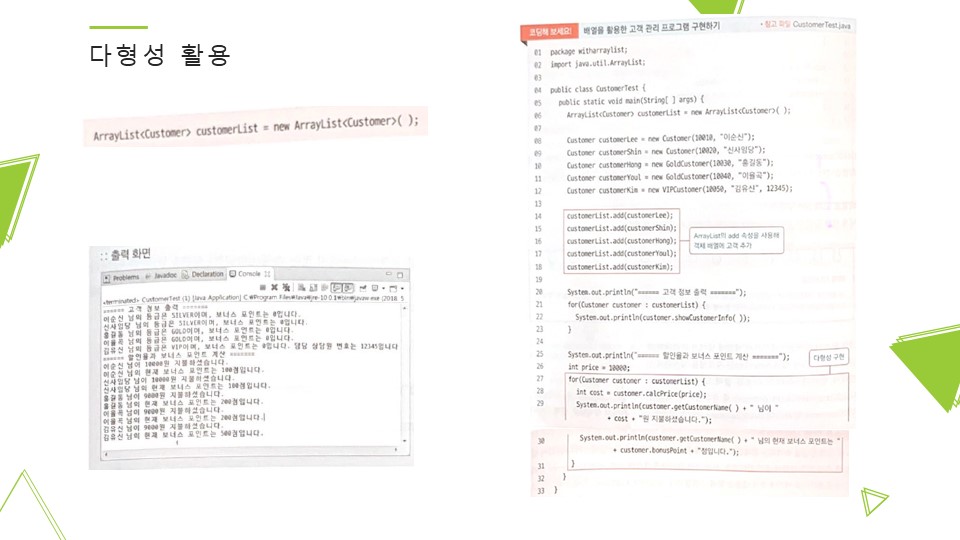 다형성 활용
ArrayList<Customer> customerList = new ArrayList<Customer>( );
:: 출력 화면
Problems Javadoc Declaration Console
<terminated> CustomerTest (1) [Java Application] C:₩Program Files₩Java₩jre-10.0.1₩bin₩javaw.exe (2018. 5
====== 고객 정보 출력 =======
이순신 님의 등급은 SILVER이며, 보너스 포인트는 0입니다.
신사임당 님의 등급은 SILVER이며, 보너스 포인트는 0입니다.
홍길동 님의 등급은 GOLD이며, 보너스 포인트는 0입니다.
이율곡 님의 등급은 GOLD이며, 보너스 포인트는 0입니다.
김유신 님의 등급은 VIP이며, 보너스 포인트는 0입니다. 담당 상담원 번호는 12345입니다
====== 할인율과 보너스 포인트 계산 =======
이순신 님이 10000원 지불하셨습니다.
이순신 님의 현재 보너스 포인트는 100점입니다.
신사임당 님이 10000원 지불하셨습니다.
신사임당 님의 현재 보너스 포인트는 100점입니다.
홍길동 님이 9000원 지불하셨습니다.
홍길동 님의 현재 보너스 포인트는 200점입니다.
이율곡 님이 9000원 지불하셨습니다.
이율곡 님의 현재 보너스 포인트는 200점입니다.
김유신 님이 9000원 지불하셨습니다.
김유신 님의 현재 보너스 포인트는 500점입니다.
코딩해 보세요! 배열을 활용한 고객 관리 프로그램 구현하기 • 참고 파일 CustomerTest.java
01 package witharraylist;
02 import java.util.ArrayList;
03
04 public class CustomerTest {
05 public static void main(String[ ] args) {
06 ArrayList<Customer> customerList = new ArrayList<Customer>( );
07
08 Customer customerLee = new Customer(10010, "이순신");
09 Customer customerShin = new Customer(10020, "신사임당");
10 Customer customerHong = new GoldCustomer(10030, "홍길동");
11 Customer customerYoul = new GoldCustomer(10040, "이율곡");
12 Customer customerKim = new VIPCustomer(10050, "김유신", 12345);
13
14 customerList.add(customerLee);
15 customerList.add(customerShin);
16 customerList.add(customerHong);
17 customerList.add(customerYoul);
18 customerList.add(customerKim);
ArrayList의 add 속성을 사용해
객체 배열에 고객 추가
19
20 System.out.println("====== 고객 정보 출력 =======");
21 for(Customer customer : customerList) {
22 System.out.println(customer.showCustomerInfo( ));
23 }
24
25 System.out.println("====== 할인율과 보너스 포인트 계산 =======");
26 int price = 10000;
다형성 구현
27 for(Customer customer : customerList) {
28 int cost = customer.calcPrice(price);
29 System.out.println(customer.getCustomerName( ) + " 님이 "
+ cost + "원 지불하셨습니다.");
30 System.out.println(customer.getCustomerName( ) + " 님의 현재 보너스 포인트는 "
+ customer.bonusPoint + "점입니다.");
31 }
32 }
33 }